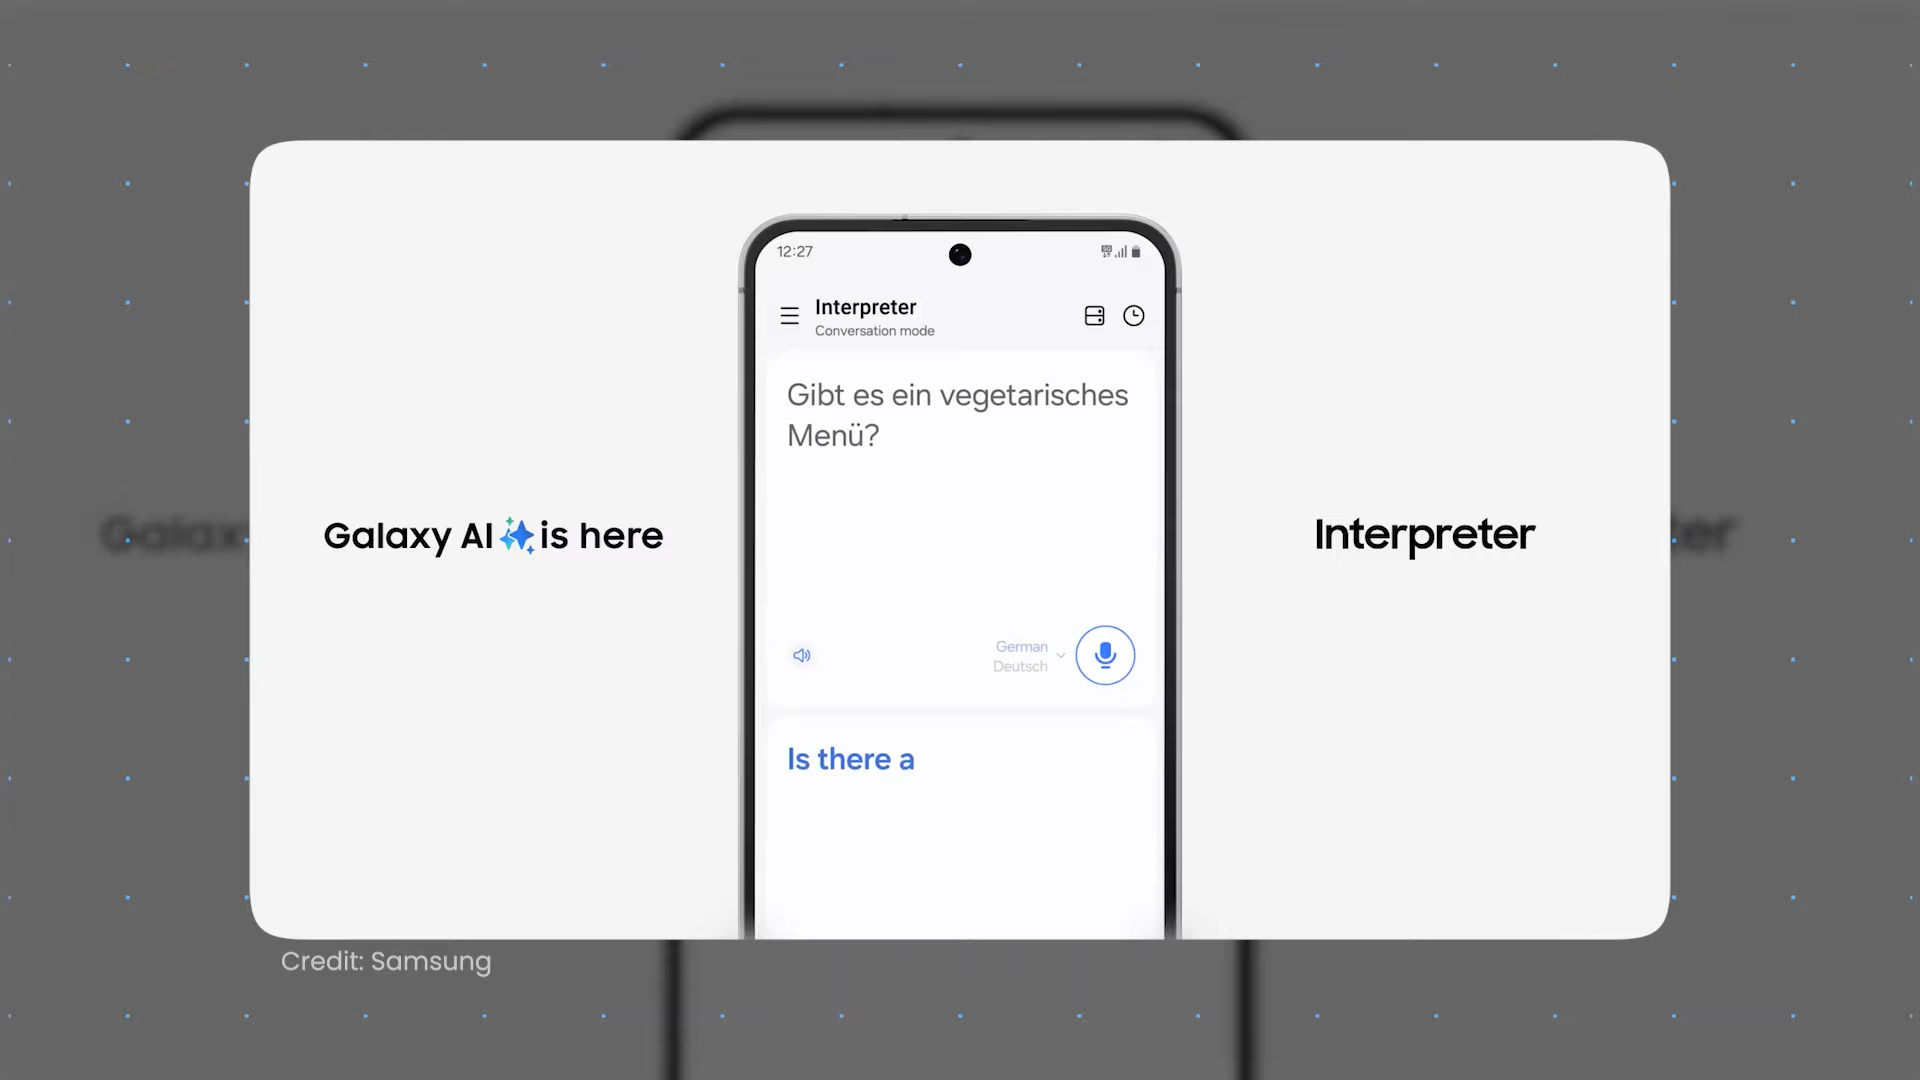 12:27
Interpreter
Conversation mode
Gibt es ein vegetarisches
Menü?
German
Deutsch
Is there a
Galaxy AI is here
Interpreter
Credit: Samsung